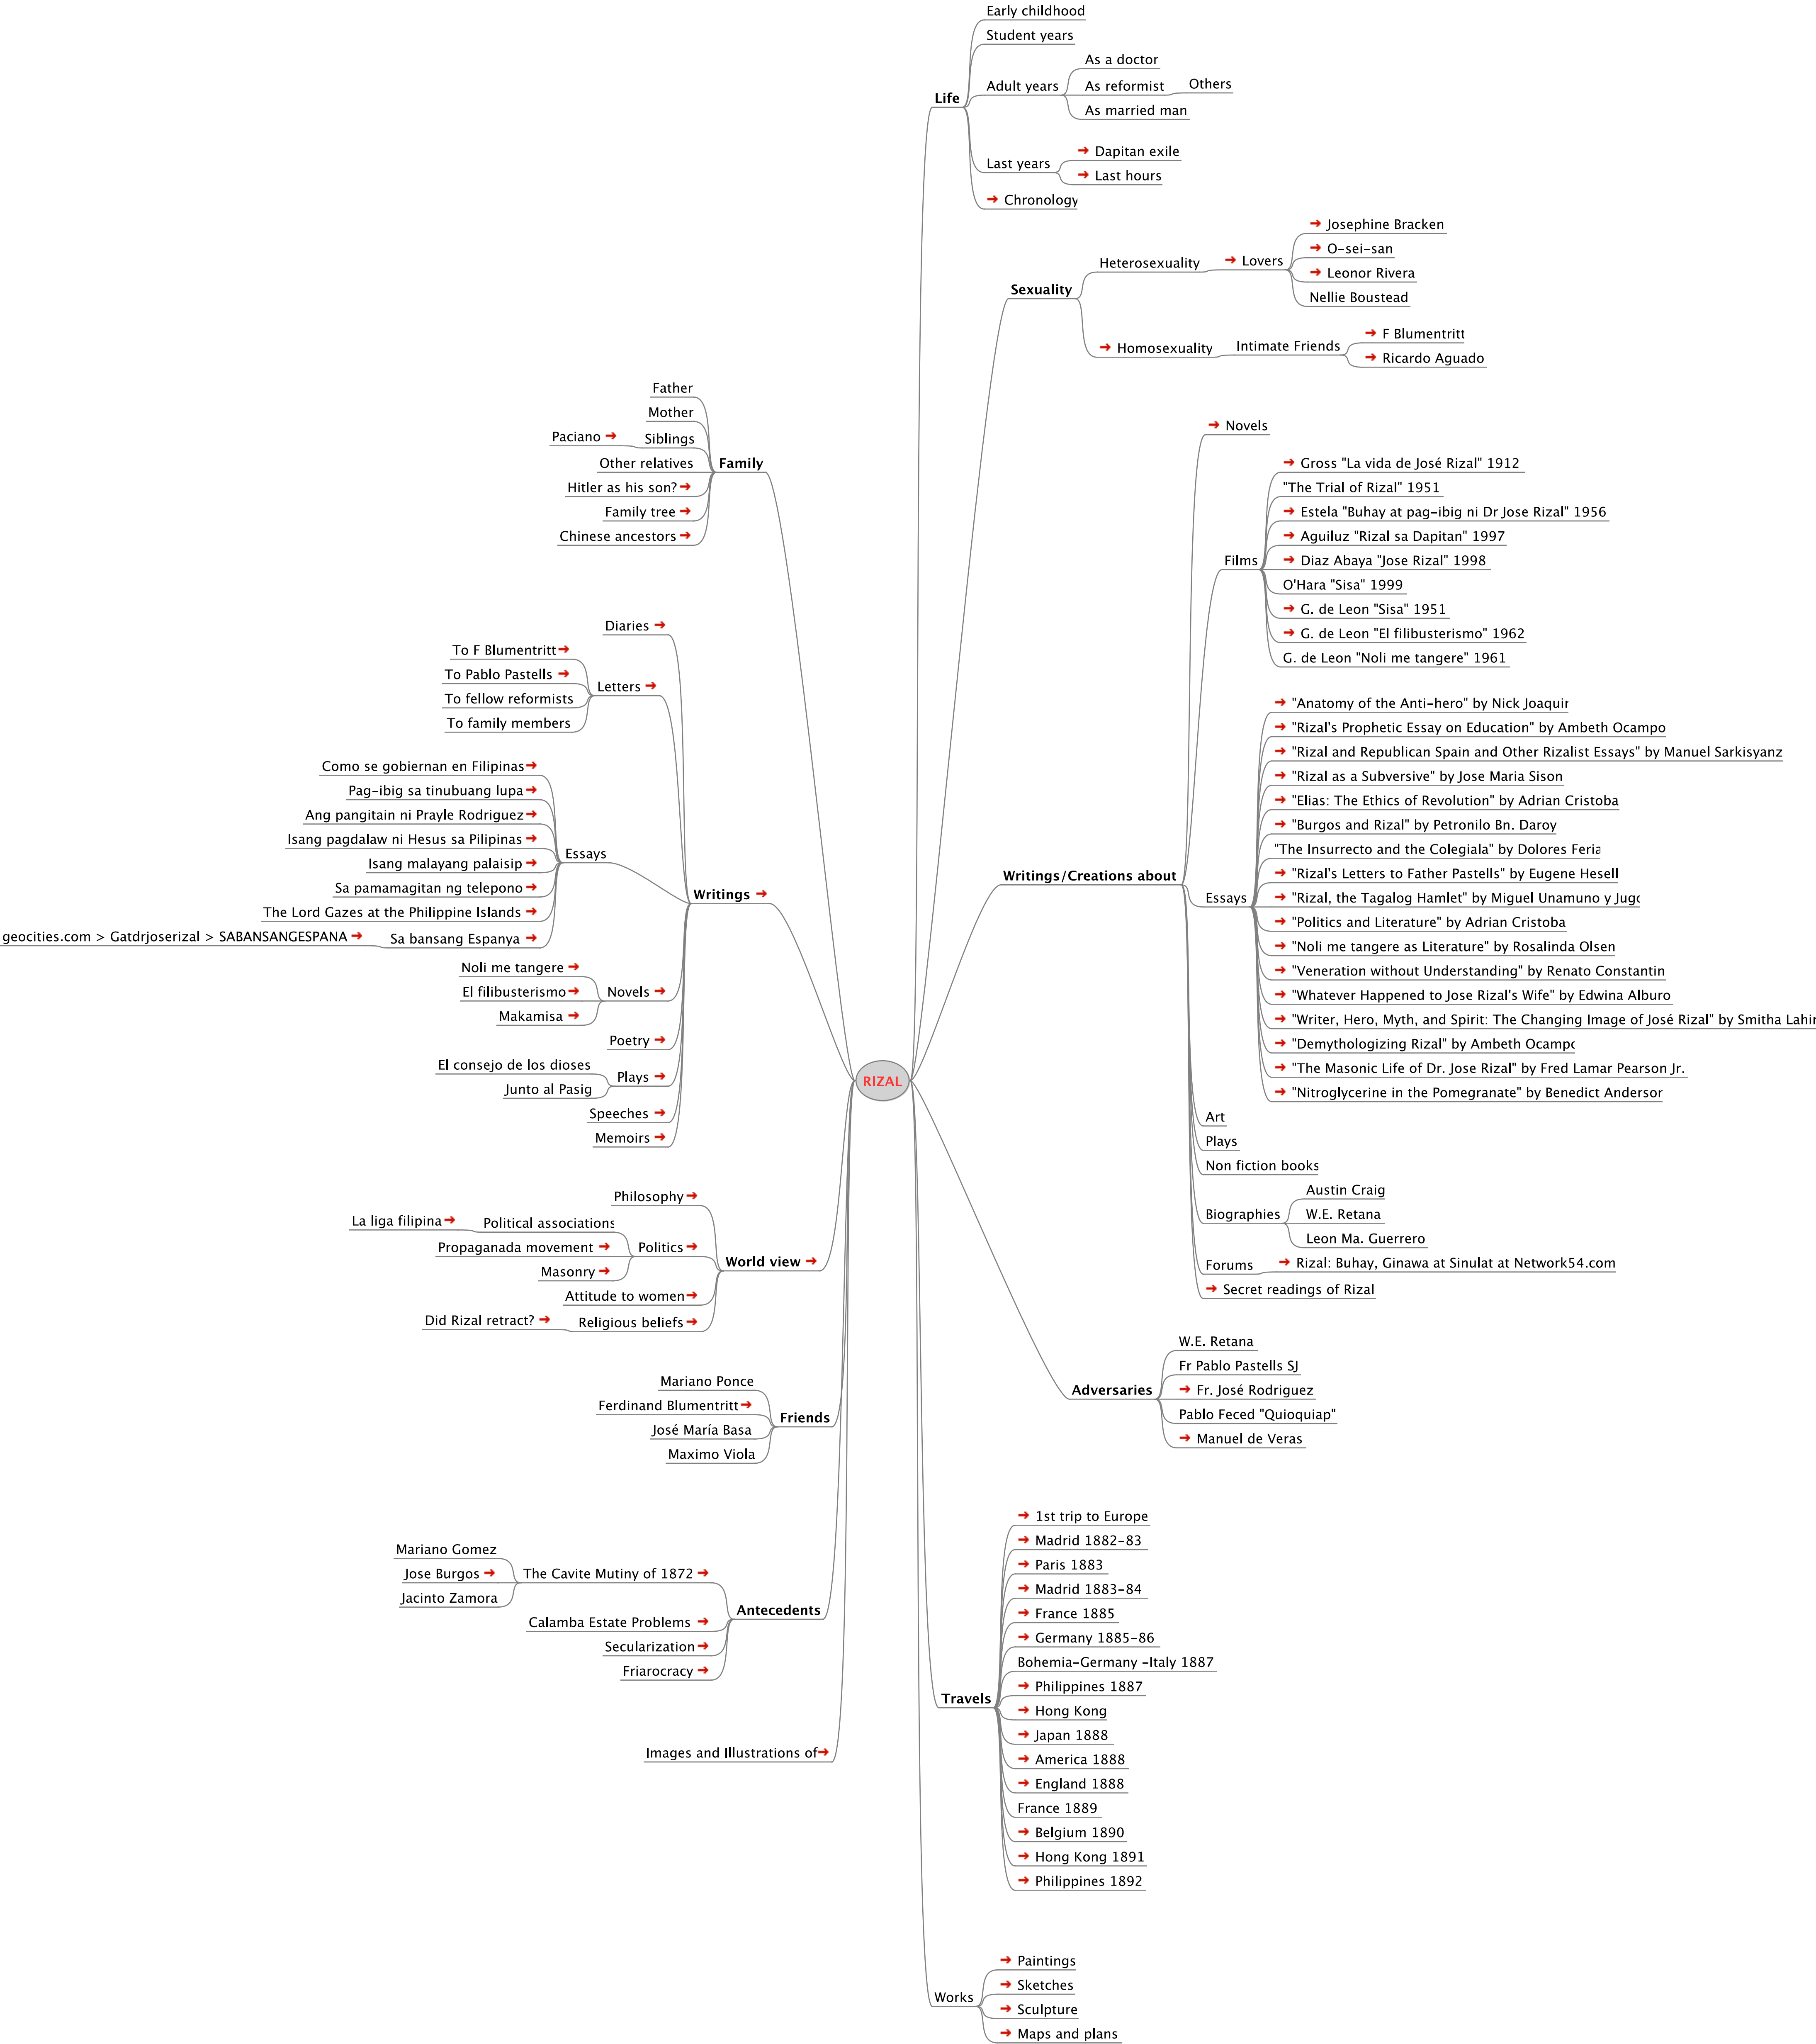 RIZAL
Life
Early childhood
Student years
Adult years
As a doctor
As reformist
Others
As married man
Last years
➜ Dapitan exile
➜ Last hours
➜ Chronology
Sexuality
Heterosexuality
➜ Lovers
➜ Josephine Bracken
➜ O-sei-san
➜ Leonor Rivera
Nellie Boustead
➜ Homosexuality
Intimate Friends
➜ F Blumentritt
➜ Ricardo Aguado
Writings/Creations about
➜ Novels
Films
➜ Gross "La vida de José Rizal" 1912
"The Trial of Rizal" 1951
➜ Estela "Buhay at pag-ibig ni Dr Jose Rizal" 1956
➜ Aguiluz "Rizal sa Dapitan" 1997
➜ Diaz Abaya "Jose Rizal" 1998
O'Hara "Sisa" 1999
➜ G. de Leon "Sisa" 1951
➜ G. de Leon "El filibusterismo" 1962
G. de Leon "Noli me tangere" 1961
Essays
➜ "Anatomy of the Anti-hero" by Nick Joaquir
➜ "Rizal's Prophetic Essay on Education" by Ambeth Ocampo
➜ "Rizal and Republican Spain and Other Rizalist Essays" by Manuel Sarkisyanz
➜ "Rizal as a Subversive" by Jose Maria Sison
➜ "Elias: The Ethics of Revolution" by Adrian Cristoba
➜ "Burgos and Rizal" by Petronilo Bn. Daroy
"The Insurrecto and the Colegiala" by Dolores Feria
➜ "Rizal's Letters to Father Pastells" by Eugene Hesell
➜ "Rizal, the Tagalog Hamlet" by Miguel Unamuno y Jugo
➜ "Politics and Literature" by Adrian Cristobal
➜ "Noli me tangere as Literature" by Rosalinda Olsen
➜ "Veneration without Understanding" by Renato Constantin
➜ "Whatever Happened to Jose Rizal's Wife" by Edwina Alburo
➜ "Writer, Hero, Myth, and Spirit: The Changing Image of José Rizal" by Smitha Lahir
➜ "Demythologizing Rizal" by Ambeth Ocampo
➜ "The Masonic Life of Dr. Jose Rizal" by Fred Lamar Pearson Jr.
➜ "Nitroglycerine in the Pomegranate" by Benedict Andersor
Art
Plays
Non fiction books
Biographies
Austin Craig
W.E. Retana
Leon Ma. Guerrero
Forums
➜ Rizal: Buhay, Ginawa at Sinulat at Network54.com
➜ Secret readings of Rizal
Adversaries
W.E. Retana
Fr Pablo Pastells SJ
➜ Fr. José Rodriguez
Pablo Feced "Quioquiap"
➜ Manuel de Veras
Travels
➜ 1st trip to Europe
➜ Madrid 1882-83
➜ Paris 1883
➜ Madrid 1883-84
➜ France 1885
➜ Germany 1885-86
Bohemia-Germany -Italy 1887
➜ Philippines 1887
➜ Hong Kong
➜ Japan 1888
➜ America 1888
➜ England 1888
France 1889
➜ Belgium 1890
➜ Hong Kong 1891
➜ Philippines 1892
Works
➜ Paintings
➜ Sketches
➜ Sculpture
➜ Maps and plans
Family
Father
Mother
Siblings
Paciano ➜
Other relatives
Hitler as his son? ➜
Family tree ➜
Chinese ancestors ➜
Writings ➜
Diaries ➜
Letters ➜
To F Blumentritt ➜
To Pablo Pastells ➜
To fellow reformists
To family members
Essays
Como se gobiernan en Filipinas ➜
Pag-ibig sa tinubuang lupa ➜
Ang pangitain ni Prayle Rodriguez ➜
Isang pagdalaw ni Hesus sa Pilipinas ➜
Isang malayang palaisip ➜
Sa pamamagitan ng telepono ➜
The Lord Gazes at the Philippine Islands ➜
Sa bansang Espanya ➜
geocities.com > Gatdrjoserizal > SABANSANGESPANA ➜
Novels ➜
Noli me tangere ➜
El filibusterismo ➜
Makamisa ➜
Poetry ➜
Plays ➜
El consejo de los dioses
Junto al Pasig
Speeches ➜
Memoirs ➜
World view ➜
Philosophy ➜
Politics ➜
Political associations
La liga filipina ➜
Propaganada movement ➜
Masonry ➜
Attitude to women ➜
Religious beliefs ➜
Did Rizal retract? ➜
Friends
Mariano Ponce
Ferdinand Blumentritt ➜
José María Basa
Maximo Viola
Antecedents
The Cavite Mutiny of 1872 ➜
Mariano Gomez
Jose Burgos ➜
Jacinto Zamora
Calamba Estate Problems ➜
Secularization ➜
Friarocracy ➜
Images and Illustrations of ➜